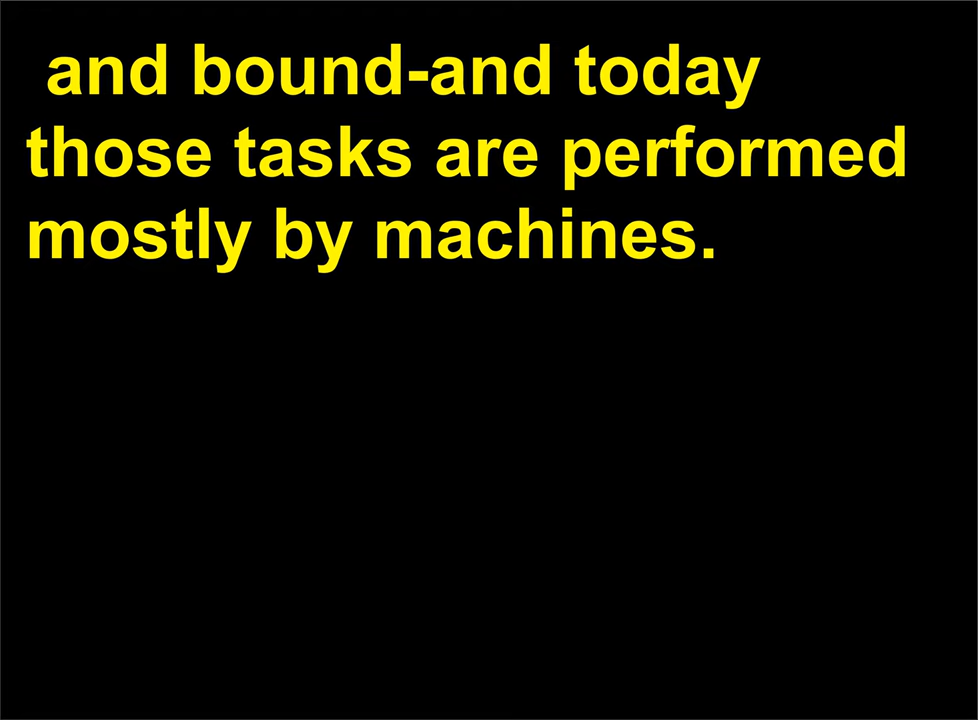 and bound-and today
those tasks are performed
mostly by machines.